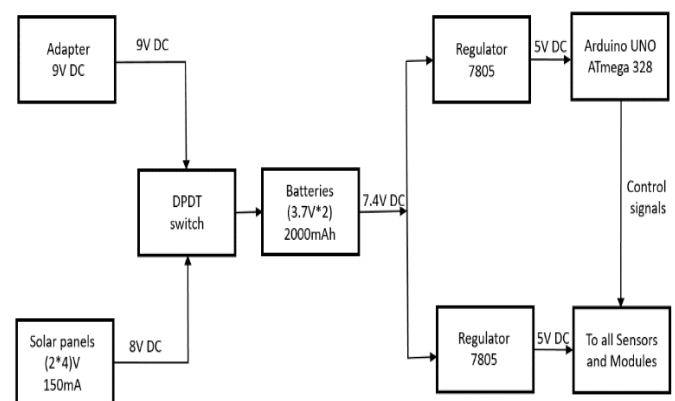 Adapter
9V DC
9V DC
Regulator
7805
5V DC
Arduino UNO
ATmega 328
DPDT
switch
Batteries
(3.7V*2)
2000mAh
7.4V DC
Control
signals
Solar panels
(2*4)V
150mA
8V DC
Regulator
7805
5V DC
To all Sensors
and Modules